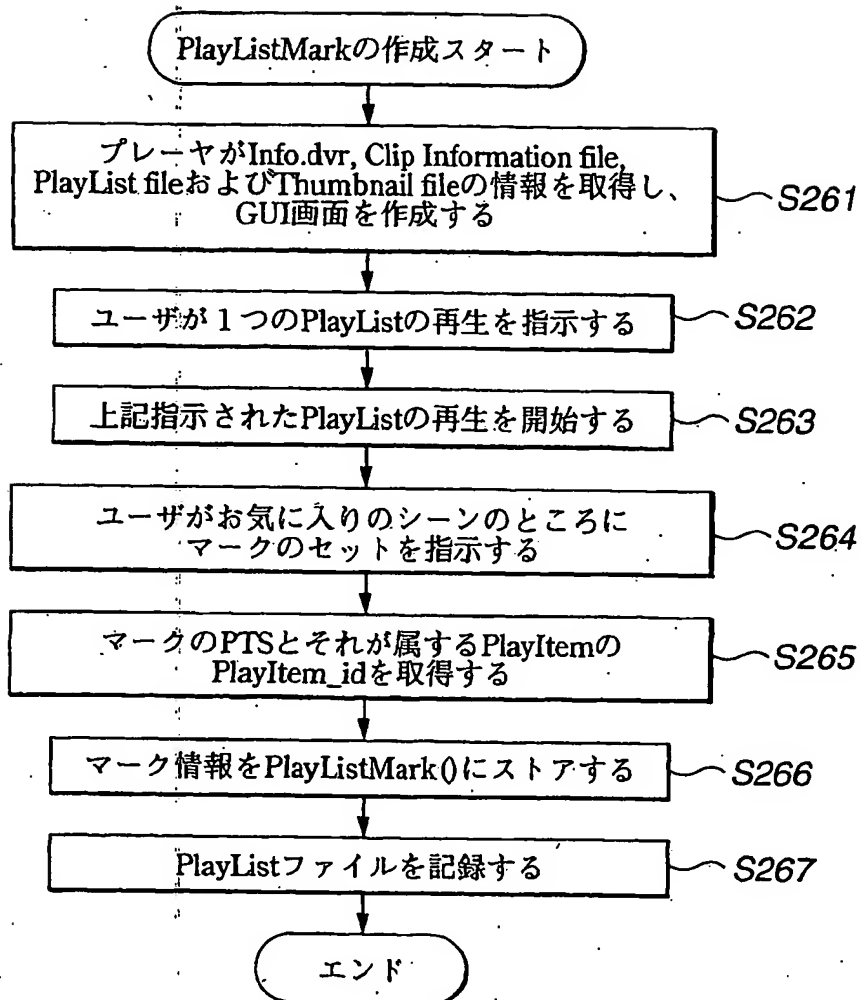 PlayListMarkの作成スタート
プレーヤがInfo.dvr, Clip Information file,
PlayList fileおよびThumbnail fileの情報を取得し、
GUI画面を作成する
S261
ユーザが1つのPlayListの再生を指示する
S262
上記指示されたPlayListの再生を開始する
S263
ユーザがお気に入りのシーンのところに
マークのセットを指示する
S264
マークのPTSとそれが属するPlayItemの
PlayItem_idを取得する
S265
マーク情報をPlayListMark()にストアする
S266
PlayListファイルを記録する
S267
エンド